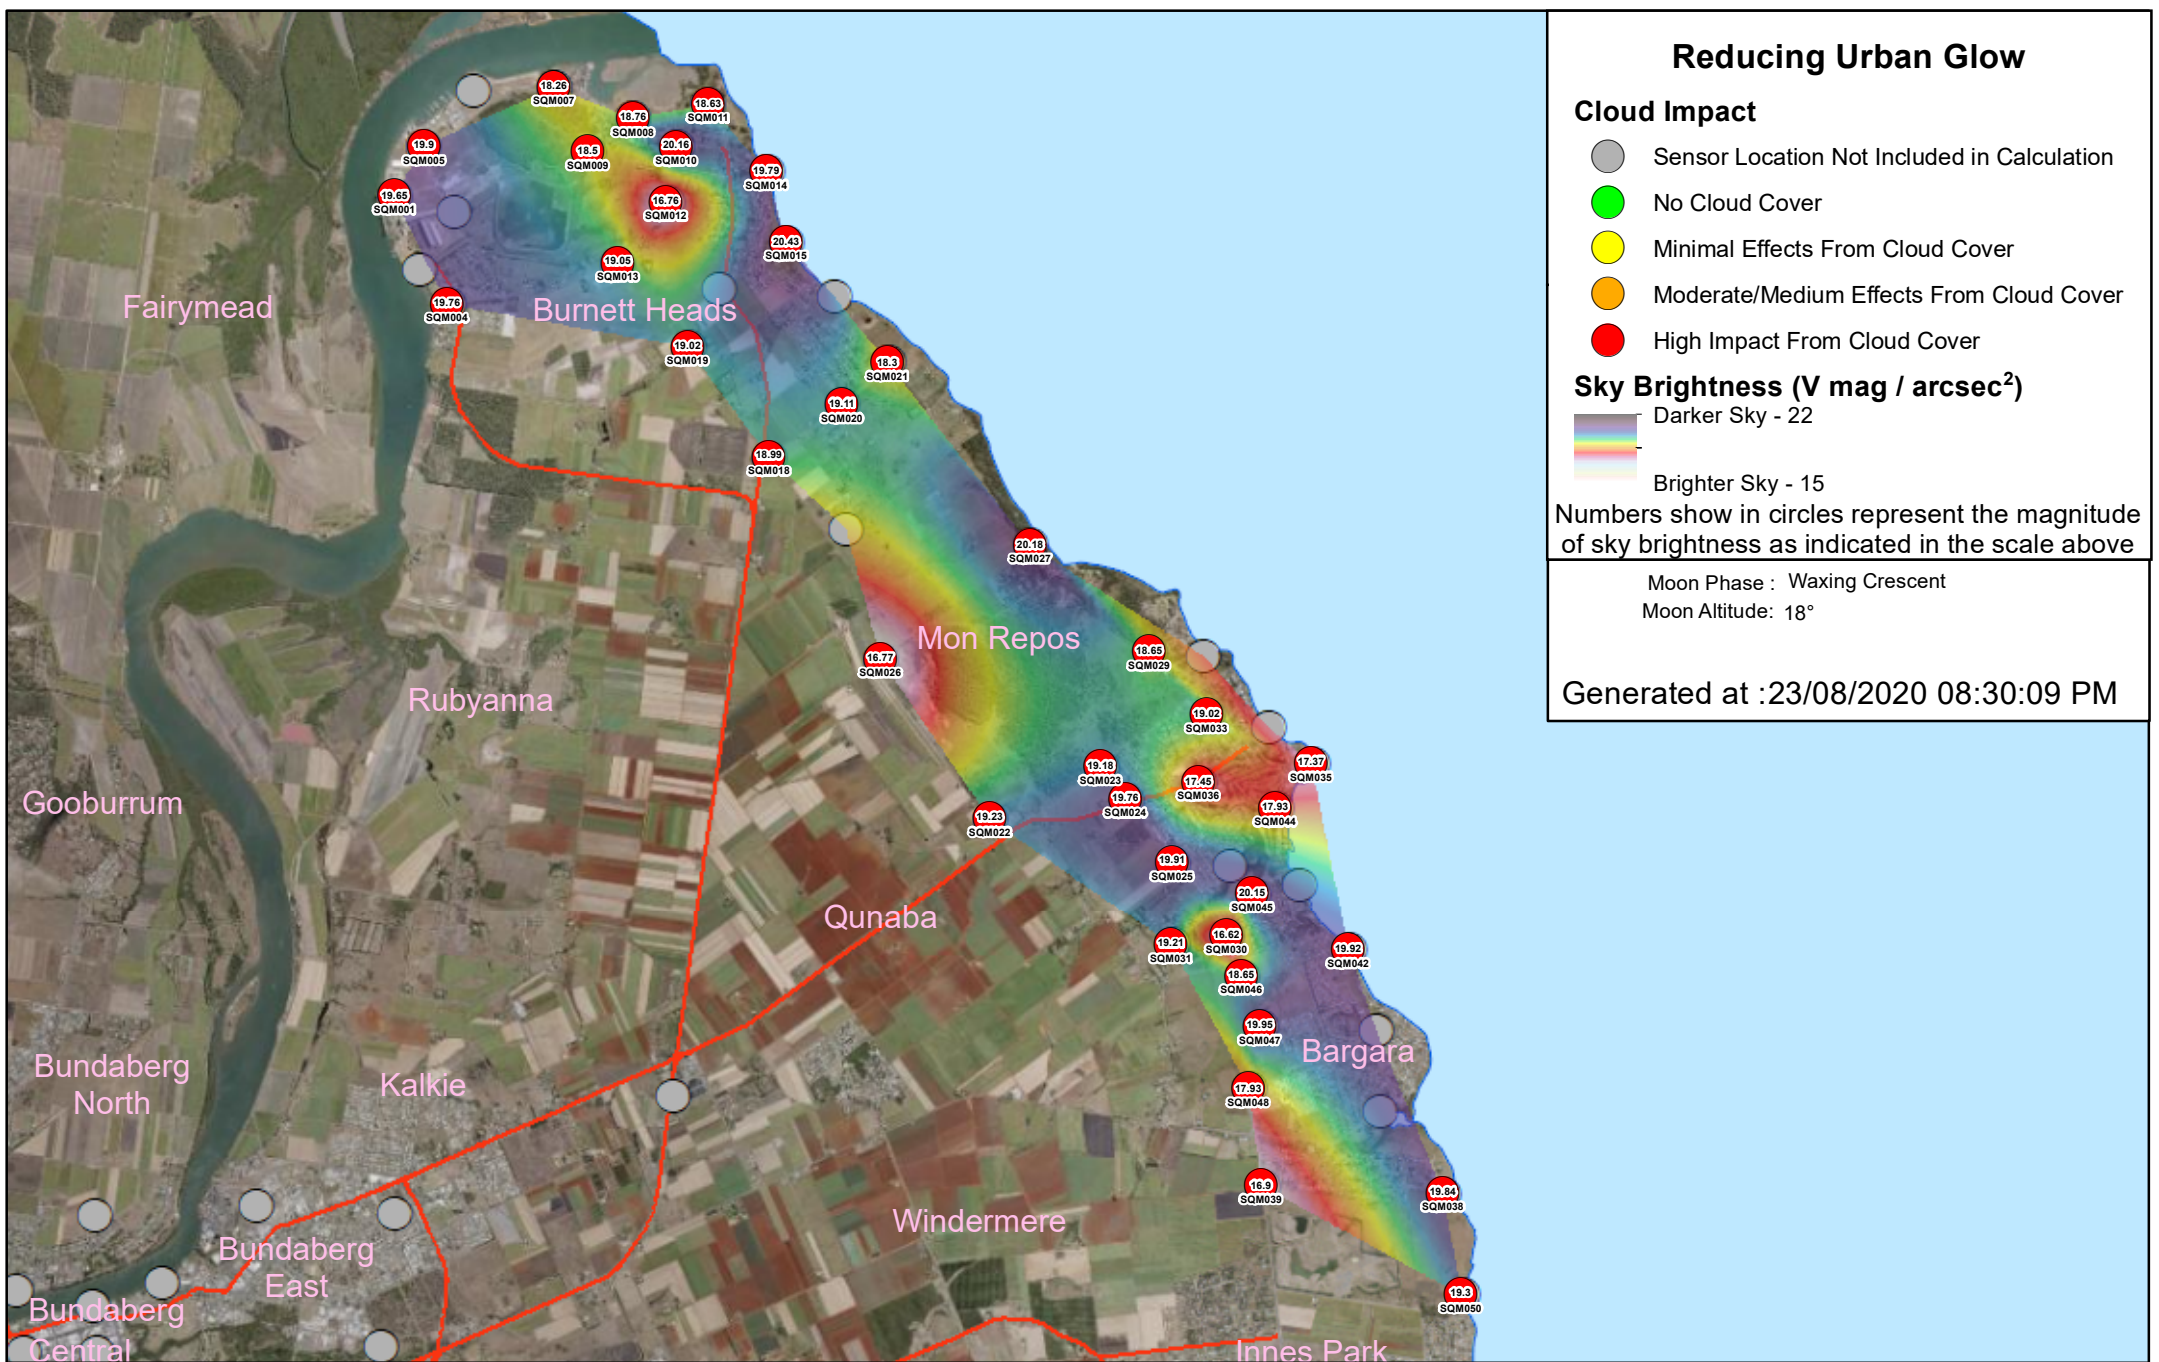 Reducing Urban Glow
Cloud Impact
Sensor Location Not Included in Calculation
No Cloud Cover
Minimal Effects From Cloud Cover
Moderate/Medium Effects From Cloud Cover
High Impact From Cloud Cover
Sky Brightness (V mag / arcsec²)
Darker Sky - 22
Brighter Sky - 15
Numbers show in circles represent the magnitude
of sky brightness as indicated in the scale above
Moon Phase : Waxing Crescent
Moon Altitude: 18°
Generated at :23/08/2020 08:30:09 PM
18.26
SQM007
18.76
SQM008
18.63
SQM011
19.9
SQM005
18.5
SQM009
20.16
SQM010
19.79
SQM014
19.65
SQM001
16.76
SQM012
20.43
SQM015
19.05
SQM013
19.76
SQM004
Fairymead
Burnett Heads
19.02
SQM019
18.3
SQM021
19.11
SQM020
18.99
SQM018
20.18
SQM027
Mon Repos
16.77
SQM026
18.65
SQM029
Rubyanna
19.02
SQM033
19.18
SQM023
17.37
SQM035
17.45
SQM036
19.76
SQM024
17.93
SQM044
Gooburrum
19.23
SQM022
19.91
SQM025
20.15
SQM045
Qunaba
19.21
SQM031
16.62
SQM030
19.92
SQM042
18.65
SQM046
19.95
SQM047
Bargara
Bundaberg
North
Kalkie
17.93
SQM048
16.9
SQM039
19.84
SQM038
Windermere
Bundaberg
East
19.3
SQM050
Bundaberg
Central
Innes Park